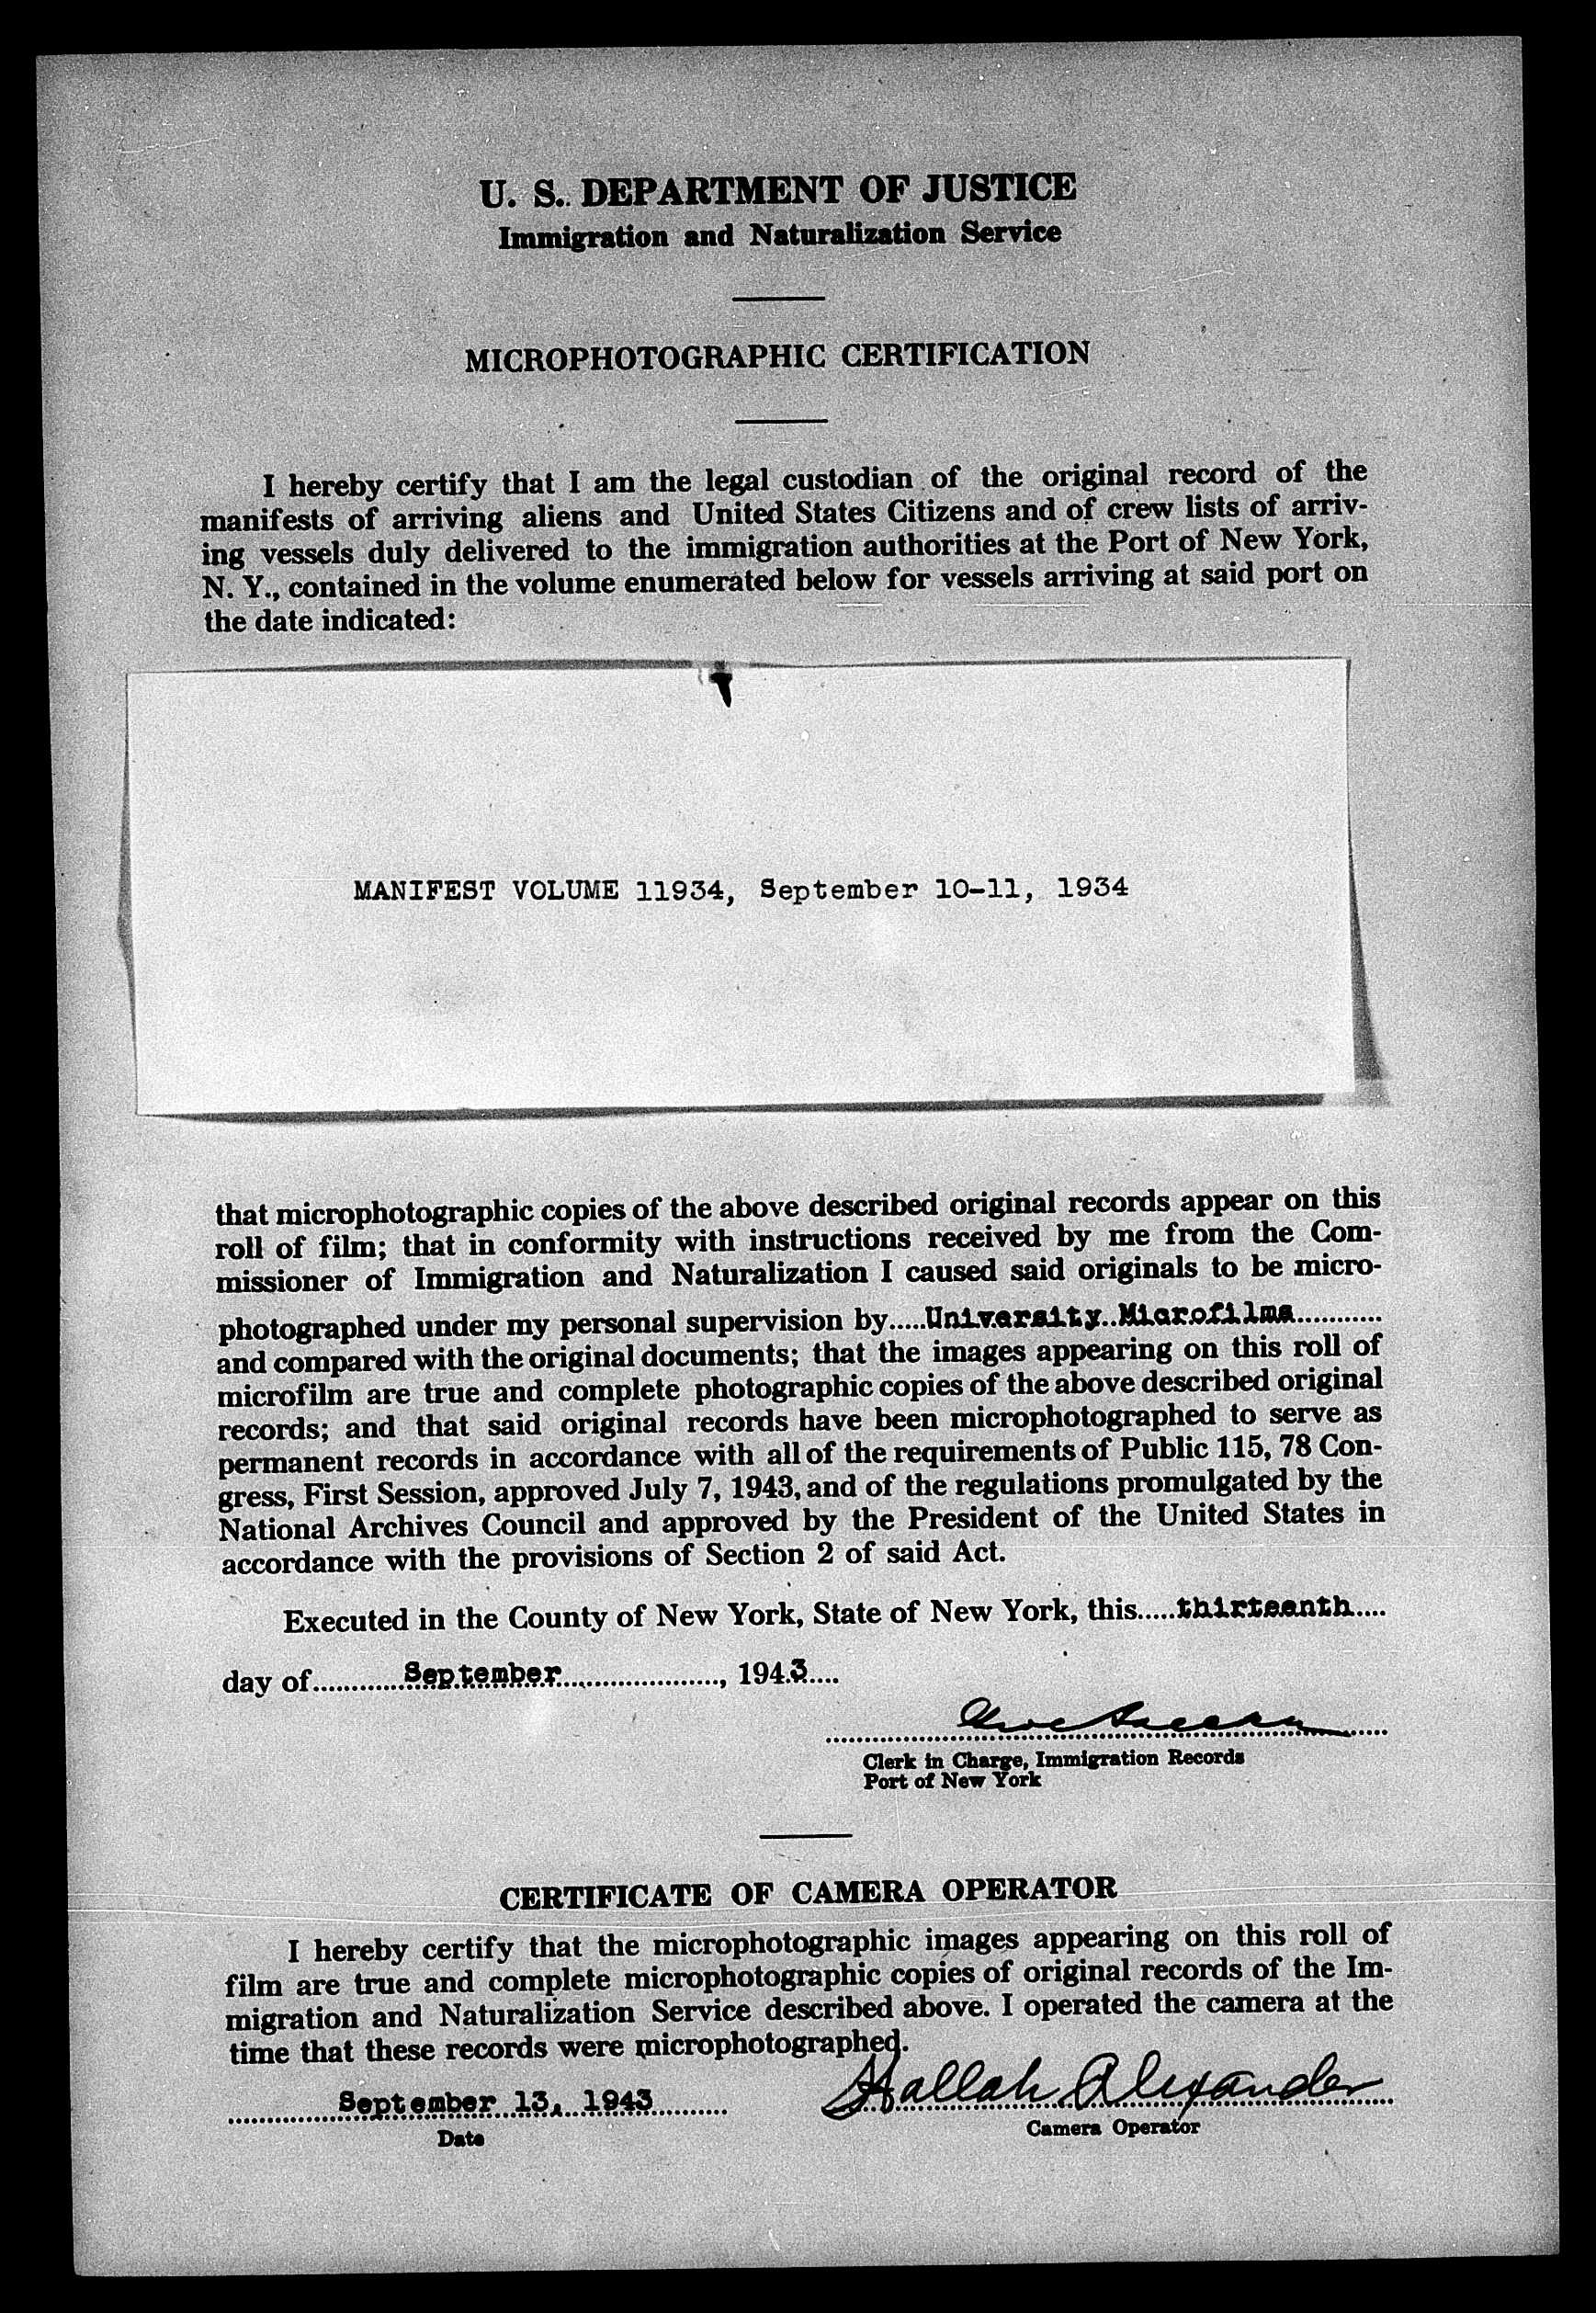 U. S. DEPARTMENT OF JUSTICE
Immigration and Naturalization Service
MICROPHOTOGRAPHIC CERTIFICATION
I hereby certify that I am the legal custodian of the original record of the
manifests of arriving aliens and United States Citizens and of crew lists of arriv-
ing vessels duly delivered to the immigration authorities at the Port of New York,
N. Y., contained in the volume enumerated below for vessels arriving at said port on
the date indicated:
MANIFEST VOLUME 11934, September 10-11, 1934
that microphotographic copies of the above described original records appear on this
roll of film; that in conformity with instructions received by me from the Com-
missioner of Immigration and Naturalization I caused said originals to be micro-
photographed under my personal supervision by University Microfilms
and compared with the original documents; that the images appearing on this roll of
microfilm are true and complete photographic copies of the above described original
records; and that said original records have been microphotographed to serve as
permanent records in accordance with all of the requirements of Public 115, 78 Con-
gress, First Session, approved July 7, 1943, and of the regulations promulgated by the
National Archives Council and approved by the President of the United States in
accordance with the provisions of Section 2 of said Act.
Executed in the County of New York, State of New York, this thirteenth
day of September, 1943
Clerk in Charge, Immigration Records
Port of New York
CERTIFICATE OF CAMERA OPERATOR
I hereby certify that the microphotographic images appearing on this roll of
film are true and complete microphotographic copies of original records of the Im-
migration and Naturalization Service described above. I operated the camera at the
time that these records were microphotographed.
September 13, 1943 Hallah Alexander
Date Camera Operator